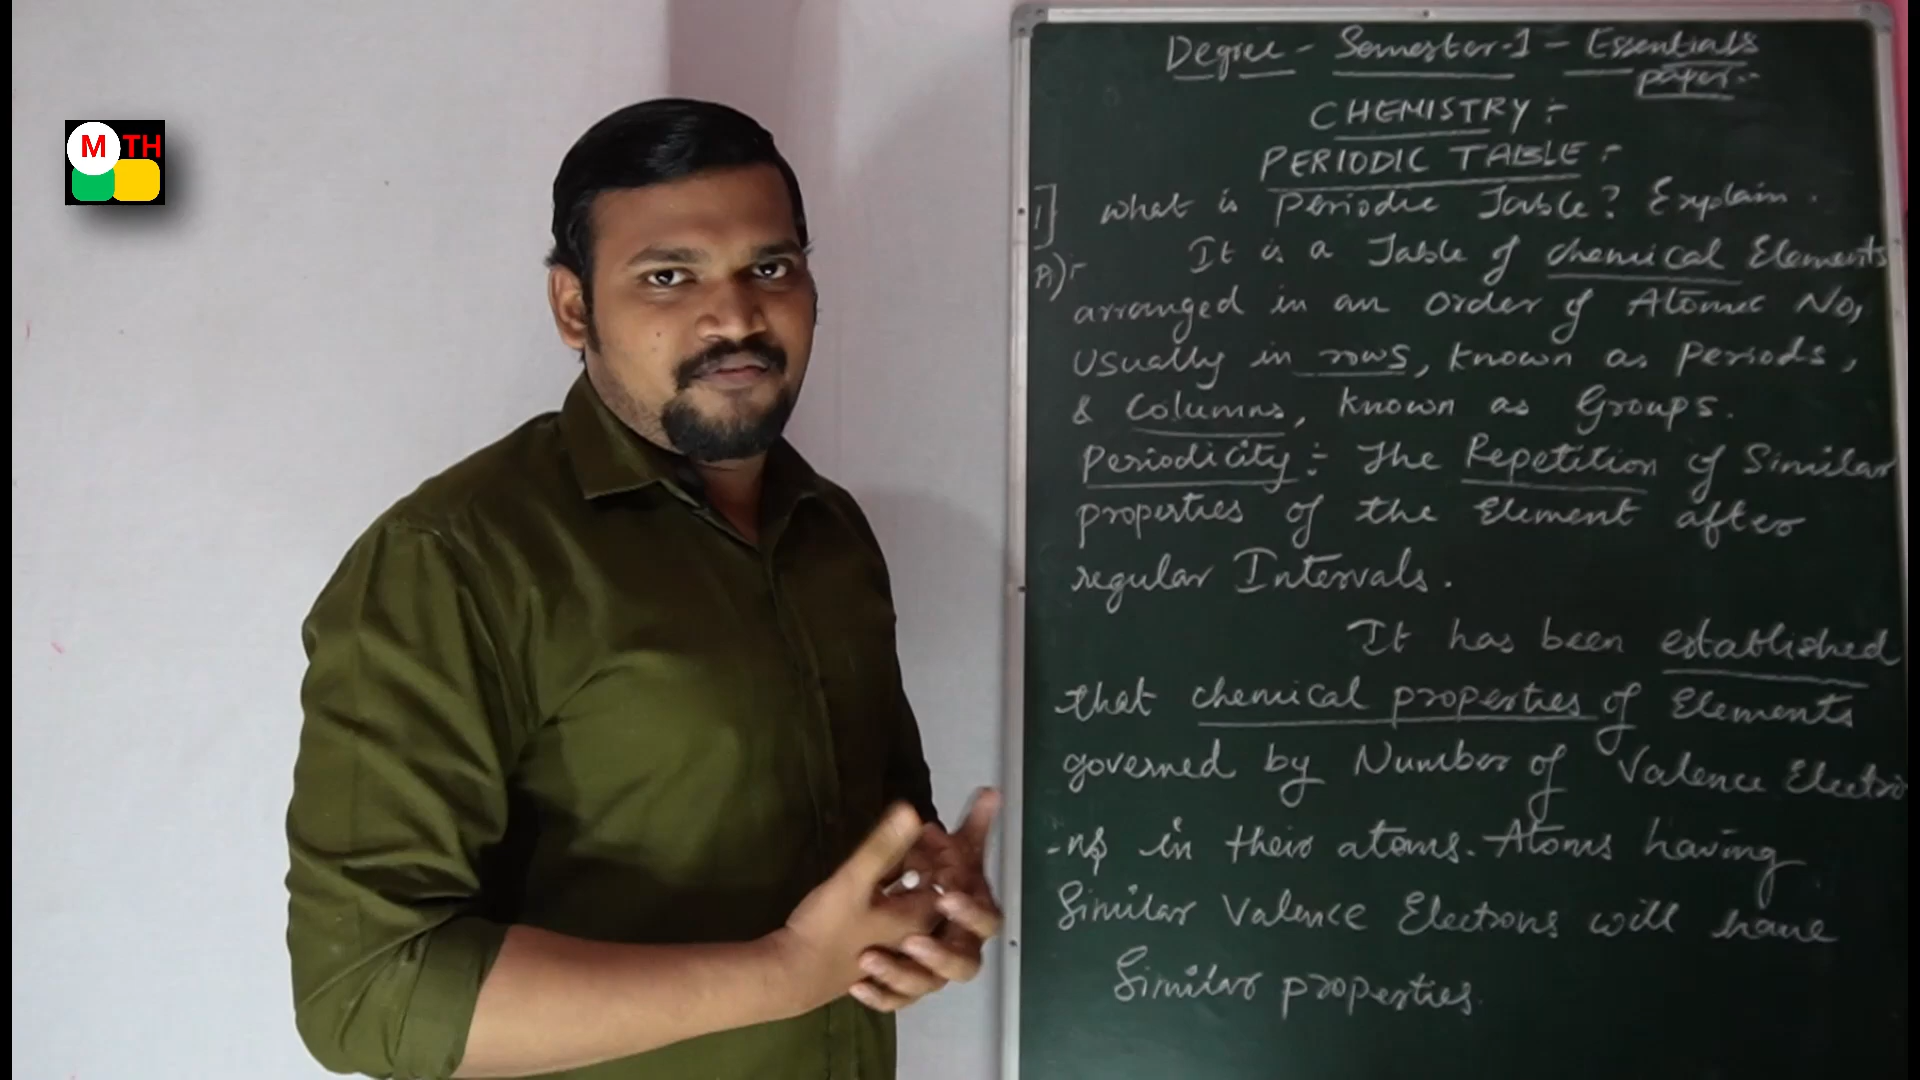 M TH
Degree - Semester-1 - Essentials
paper:-
CHEMISTRY :-
PERIODIC TABLE :-
1] What is Periodic Table? Explain.
A):- It is a Table of chemical Elements
arranged in an Order of Atomic No,
Usually in rows, known as Periods,
& Columns, known as Groups.
Periodicity :- The Repetition of Similar
properties of the Element after
regular Intervals.
It has been established
that chemical properties of Elements
governed by Number of Valence Electro
-ns in their atoms. Atoms having
Similar Valence Electrons will have
Similar properties.